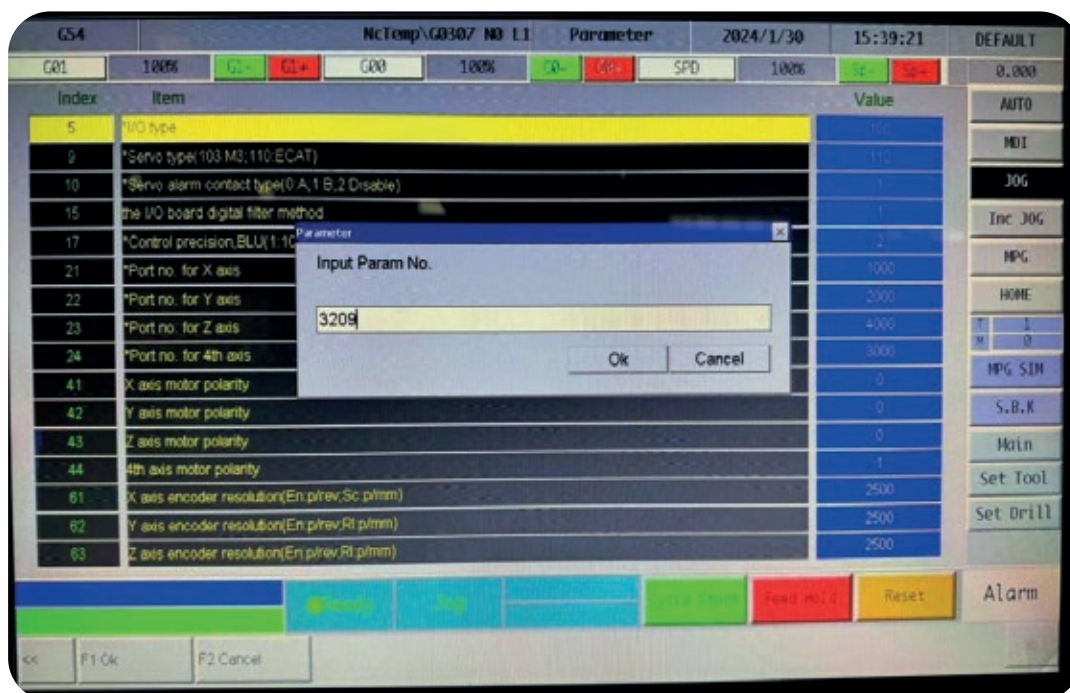 G54 NcTemp\G0307 N0 L1 Parameter 2024/1/30 15:39:21 DEFAULT
G01 100% G1- G1+ G00 100% G0- G0+ SPD 100% Sp- Sp+ 0.000
Index Item Value AUTO
5 *I/O type 100
MDI
9 *Servo type(103:M3;110:ECAT) 110
10 *Servo alarm contact type(0:A,1:B,2:Disable) 1 JOG
15 the I/O board digital filter method 1 Inc JOG
17 *Control precision,BLU(1:10 2
Parameter
Input Param No.
MPG
21 *Port no. for X axis 1000
22 *Port no. for Y axis 2000 HOME
3209
23 *Port no. for Z axis 4000 T 1
M 0
24 *Port no. for 4th axis 3000
Ok Cancel
MPG SIM
41 X axis motor polarity 0
42 Y axis motor polarity 0 S.B.K
43 Z axis motor polarity 0 Main
44 4th axis motor polarity 1
Set Tool
61 X axis encoder resolution(En:p/rev,Sc:p/mm) 2500
62 Y axis encoder resolution(En:p/rev,Rl:p/mm) 2500 Set Drill
63 Z axis encoder resolution(En:p/rev,Rl:p/mm) 2500
Ready Jog Cycle Start Feed Hold Reset Alarm
<< F1 Ok F2 Cancel